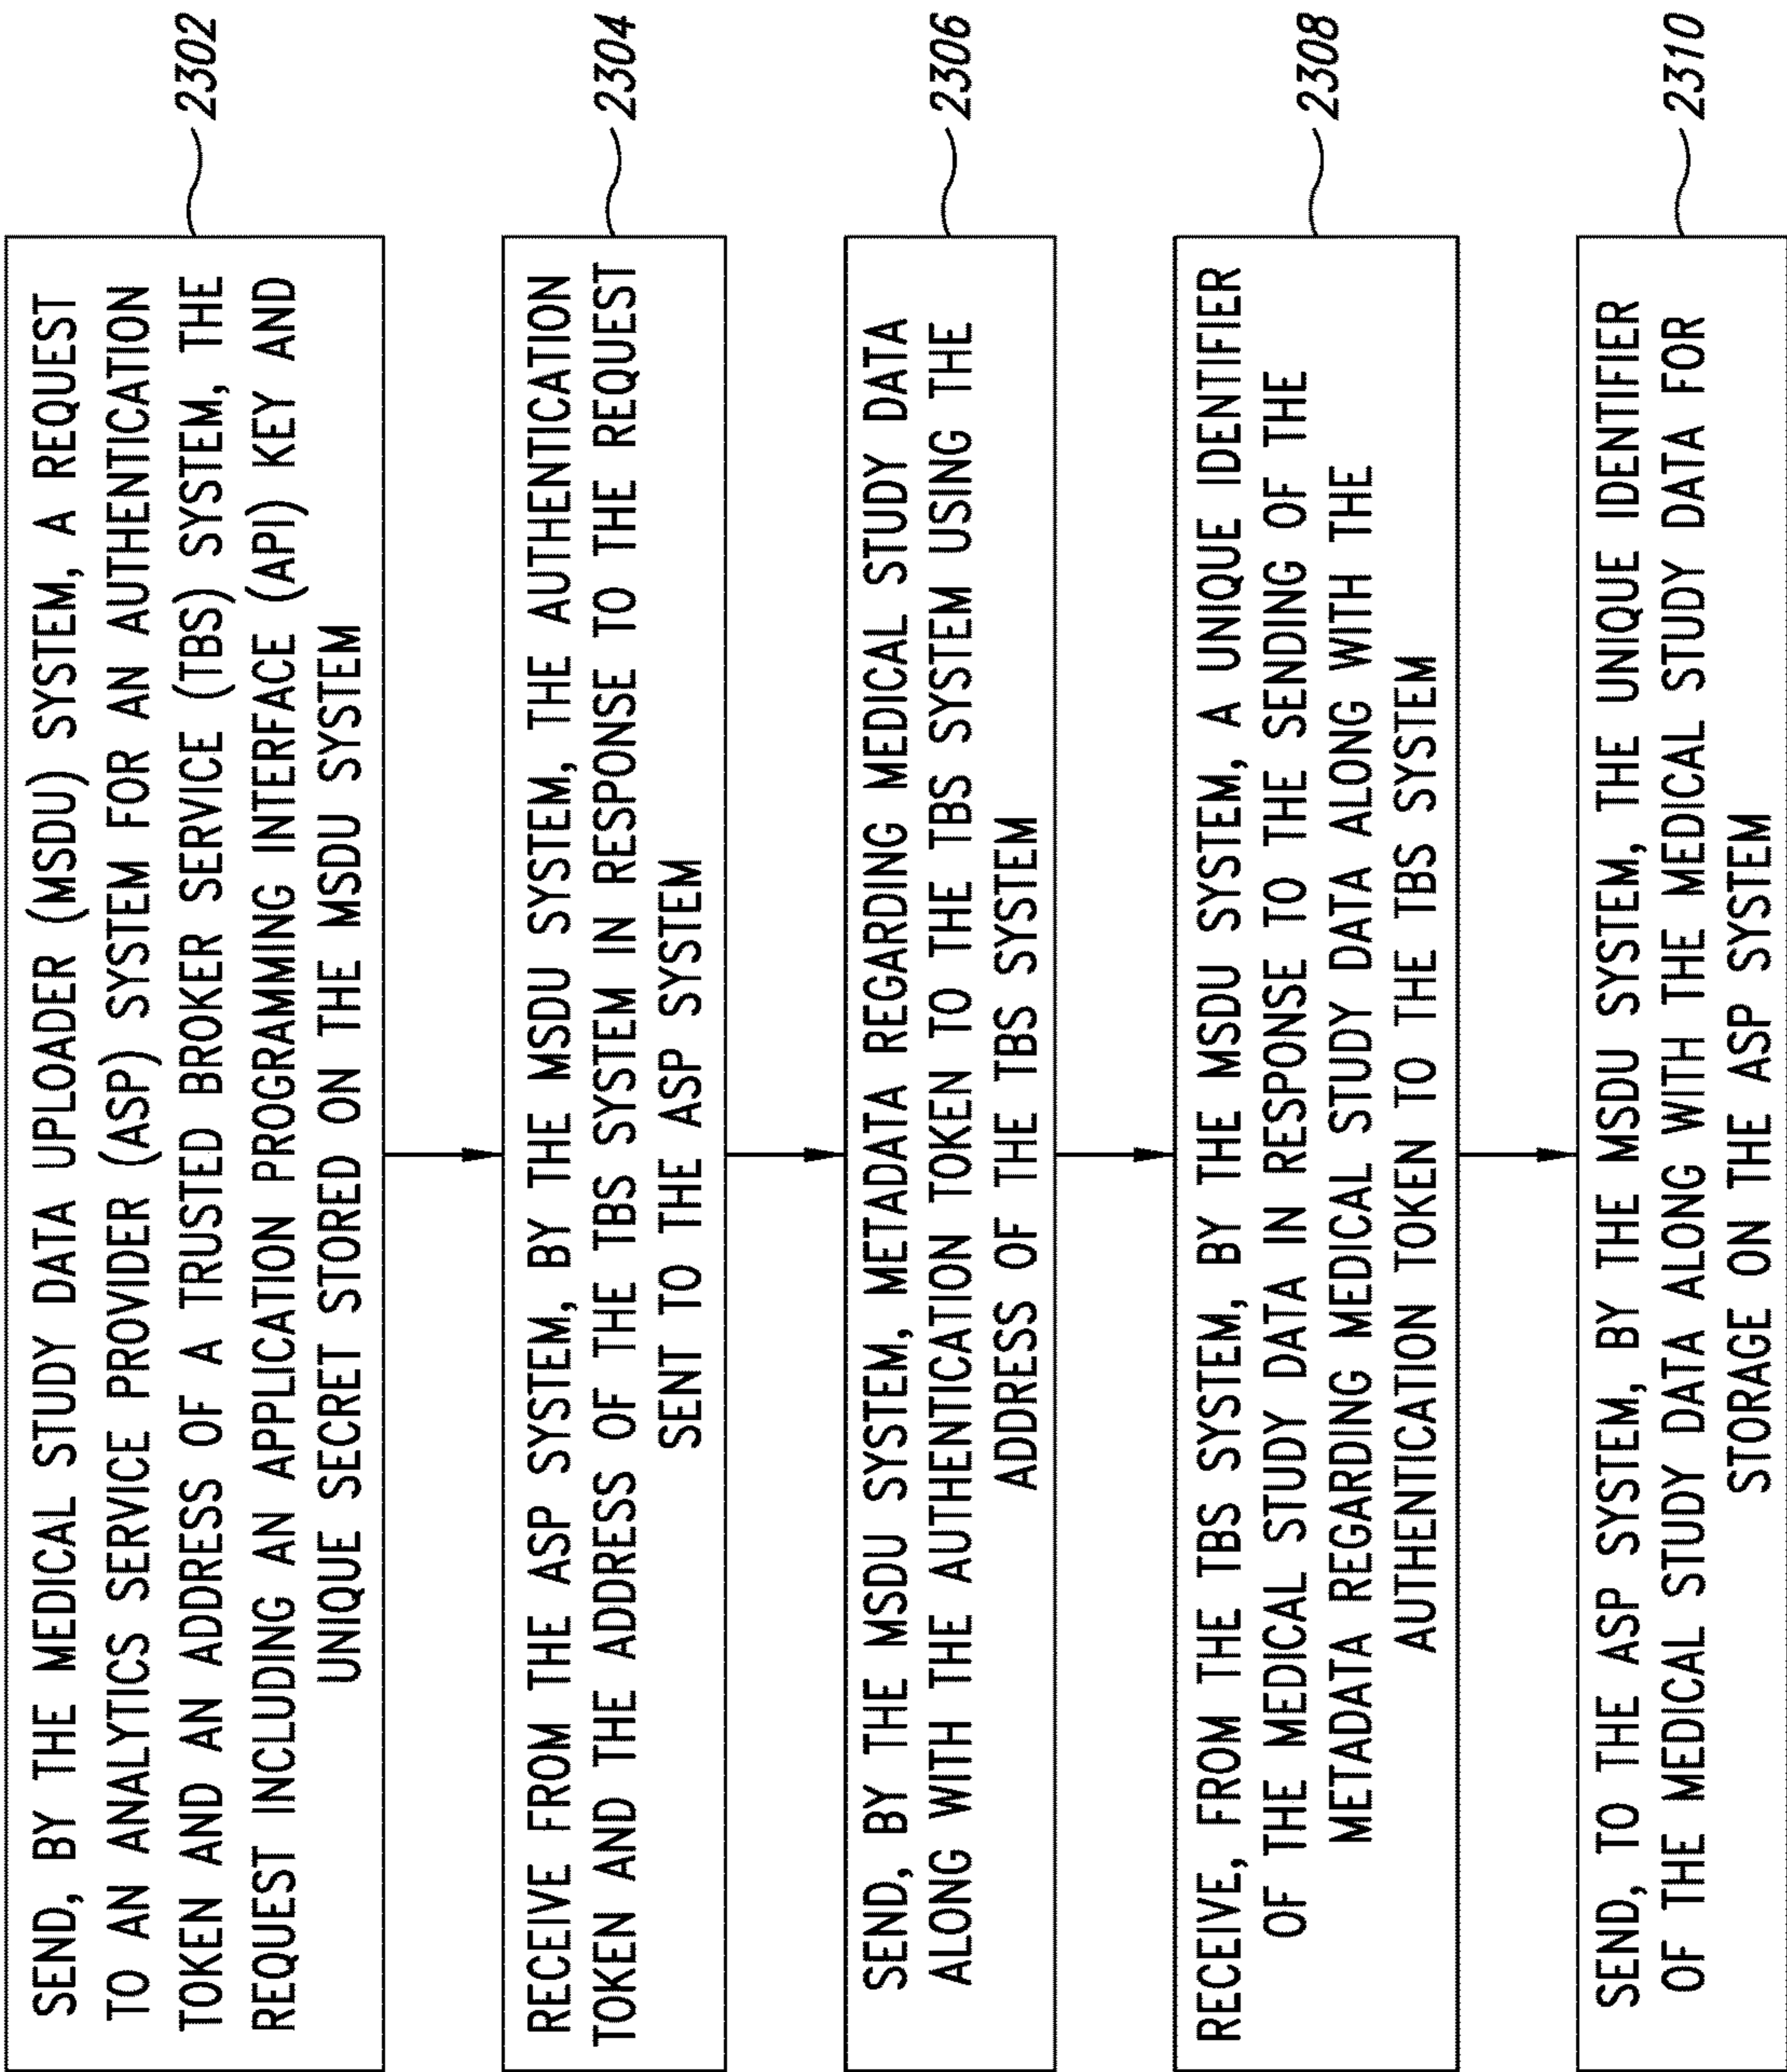 SEND, BY THE MEDICAL STUDY DATA UPLOADER (MSDU) SYSTEM, A REQUEST
TO AN ANALYTICS SERVICE PROVIDER (ASP) SYSTEM FOR AN AUTHENTICATION
TOKEN AND AN ADDRESS OF A TRUSTED BROKER SERVICE (TBS) SYSTEM, THE
REQUEST INCLUDING AN APPLICATION PROGRAMMING INTERFACE (API) KEY AND
UNIQUE SECRET STORED ON THE MSDU SYSTEM
2302
RECEIVE FROM THE ASP SYSTEM, BY THE MSDU SYSTEM, THE AUTHENTICATION
TOKEN AND THE ADDRESS OF THE TBS SYSTEM IN RESPONSE TO THE REQUEST
SENT TO THE ASP SYSTEM
2304
SEND, BY THE MSDU SYSTEM, METADATA REGARDING MEDICAL STUDY DATA
ALONG WITH THE AUTHENTICATION TOKEN TO THE TBS SYSTEM USING THE
ADDRESS OF THE TBS SYSTEM
2306
RECEIVE, FROM THE TBS SYSTEM, BY THE MSDU SYSTEM, A UNIQUE IDENTIFIER
OF THE MEDICAL STUDY DATA IN RESPONSE TO THE SENDING OF THE
METADATA REGARDING MEDICAL STUDY DATA ALONG WITH THE
AUTHENTICATION TOKEN TO THE TBS SYSTEM
2308
SEND, TO THE ASP SYSTEM, BY THE MSDU SYSTEM, THE UNIQUE IDENTIFIER
OF THE MEDICAL STUDY DATA ALONG WITH THE MEDICAL STUDY DATA FOR
STORAGE ON THE ASP SYSTEM
2310